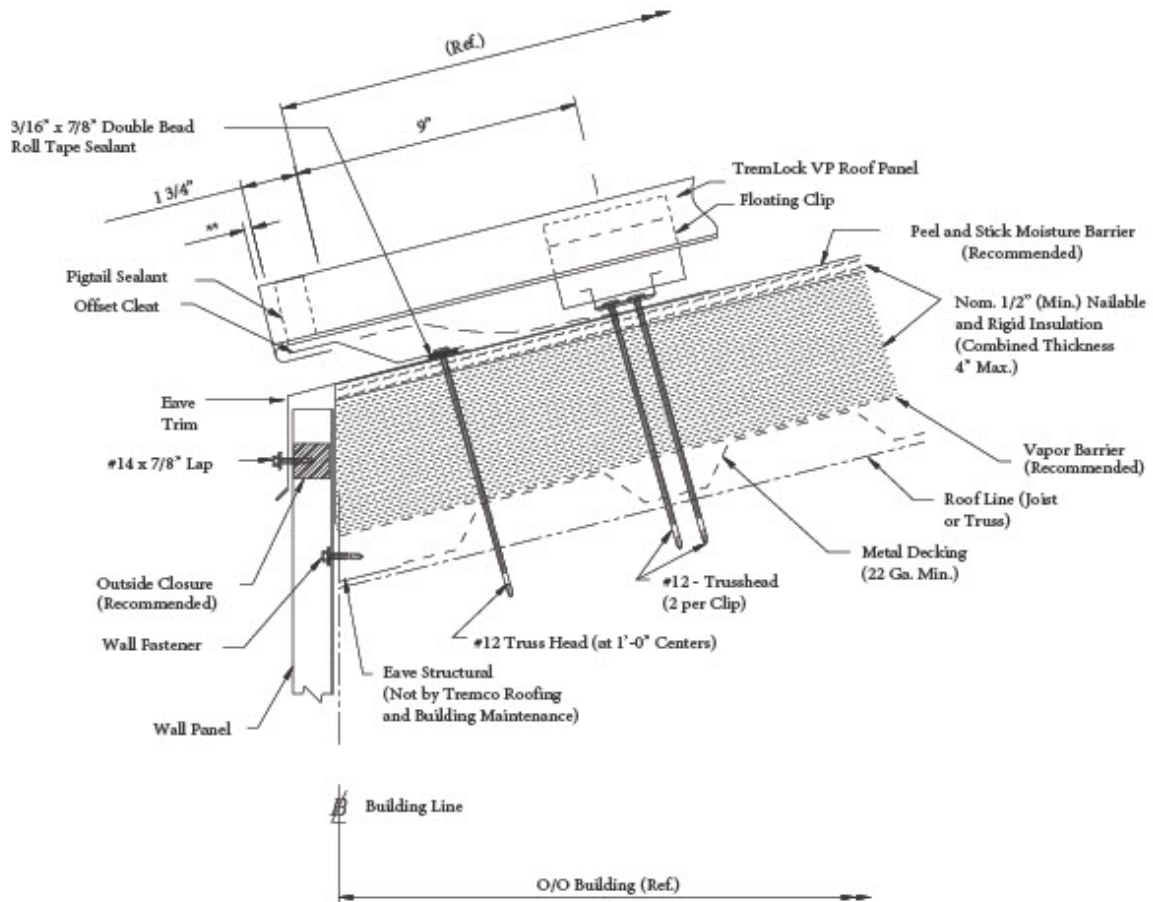 (Ref.)
3/16" x 7/8" Double Bead
Roll Tape Sealant
9"
1 3/4"
**
TremLock VP Roof Panel
Floating Clip
Peel and Stick Moisture Barrier
(Recommended)
Pigtail Sealant
Offset Cleat
Nom. 1/2" (Min.) Nailable
and Rigid Insulation
(Combined Thickness
4" Max.)
Eave
Trim
#14 x 7/8" Lap
Vapor Barrier
(Recommended)
Roof Line (Joist
or Truss)
Metal Decking
(22 Ga. Min.)
Outside Closure
(Recommended)
#12 - Trusshead
(2 per Clip)
Wall Fastener
#12 Truss Head (at 1'-0" Centers)
Eave Structural
(Not by Tremco Roofing
and Building Maintenance)
Wall Panel
B Building Line
O/O Building (Ref.)